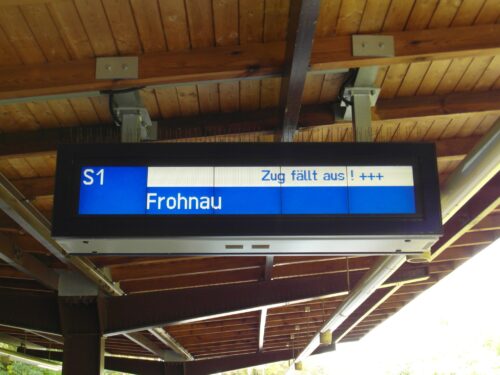 S1 Zug fällt aus ! +++
Frohnau